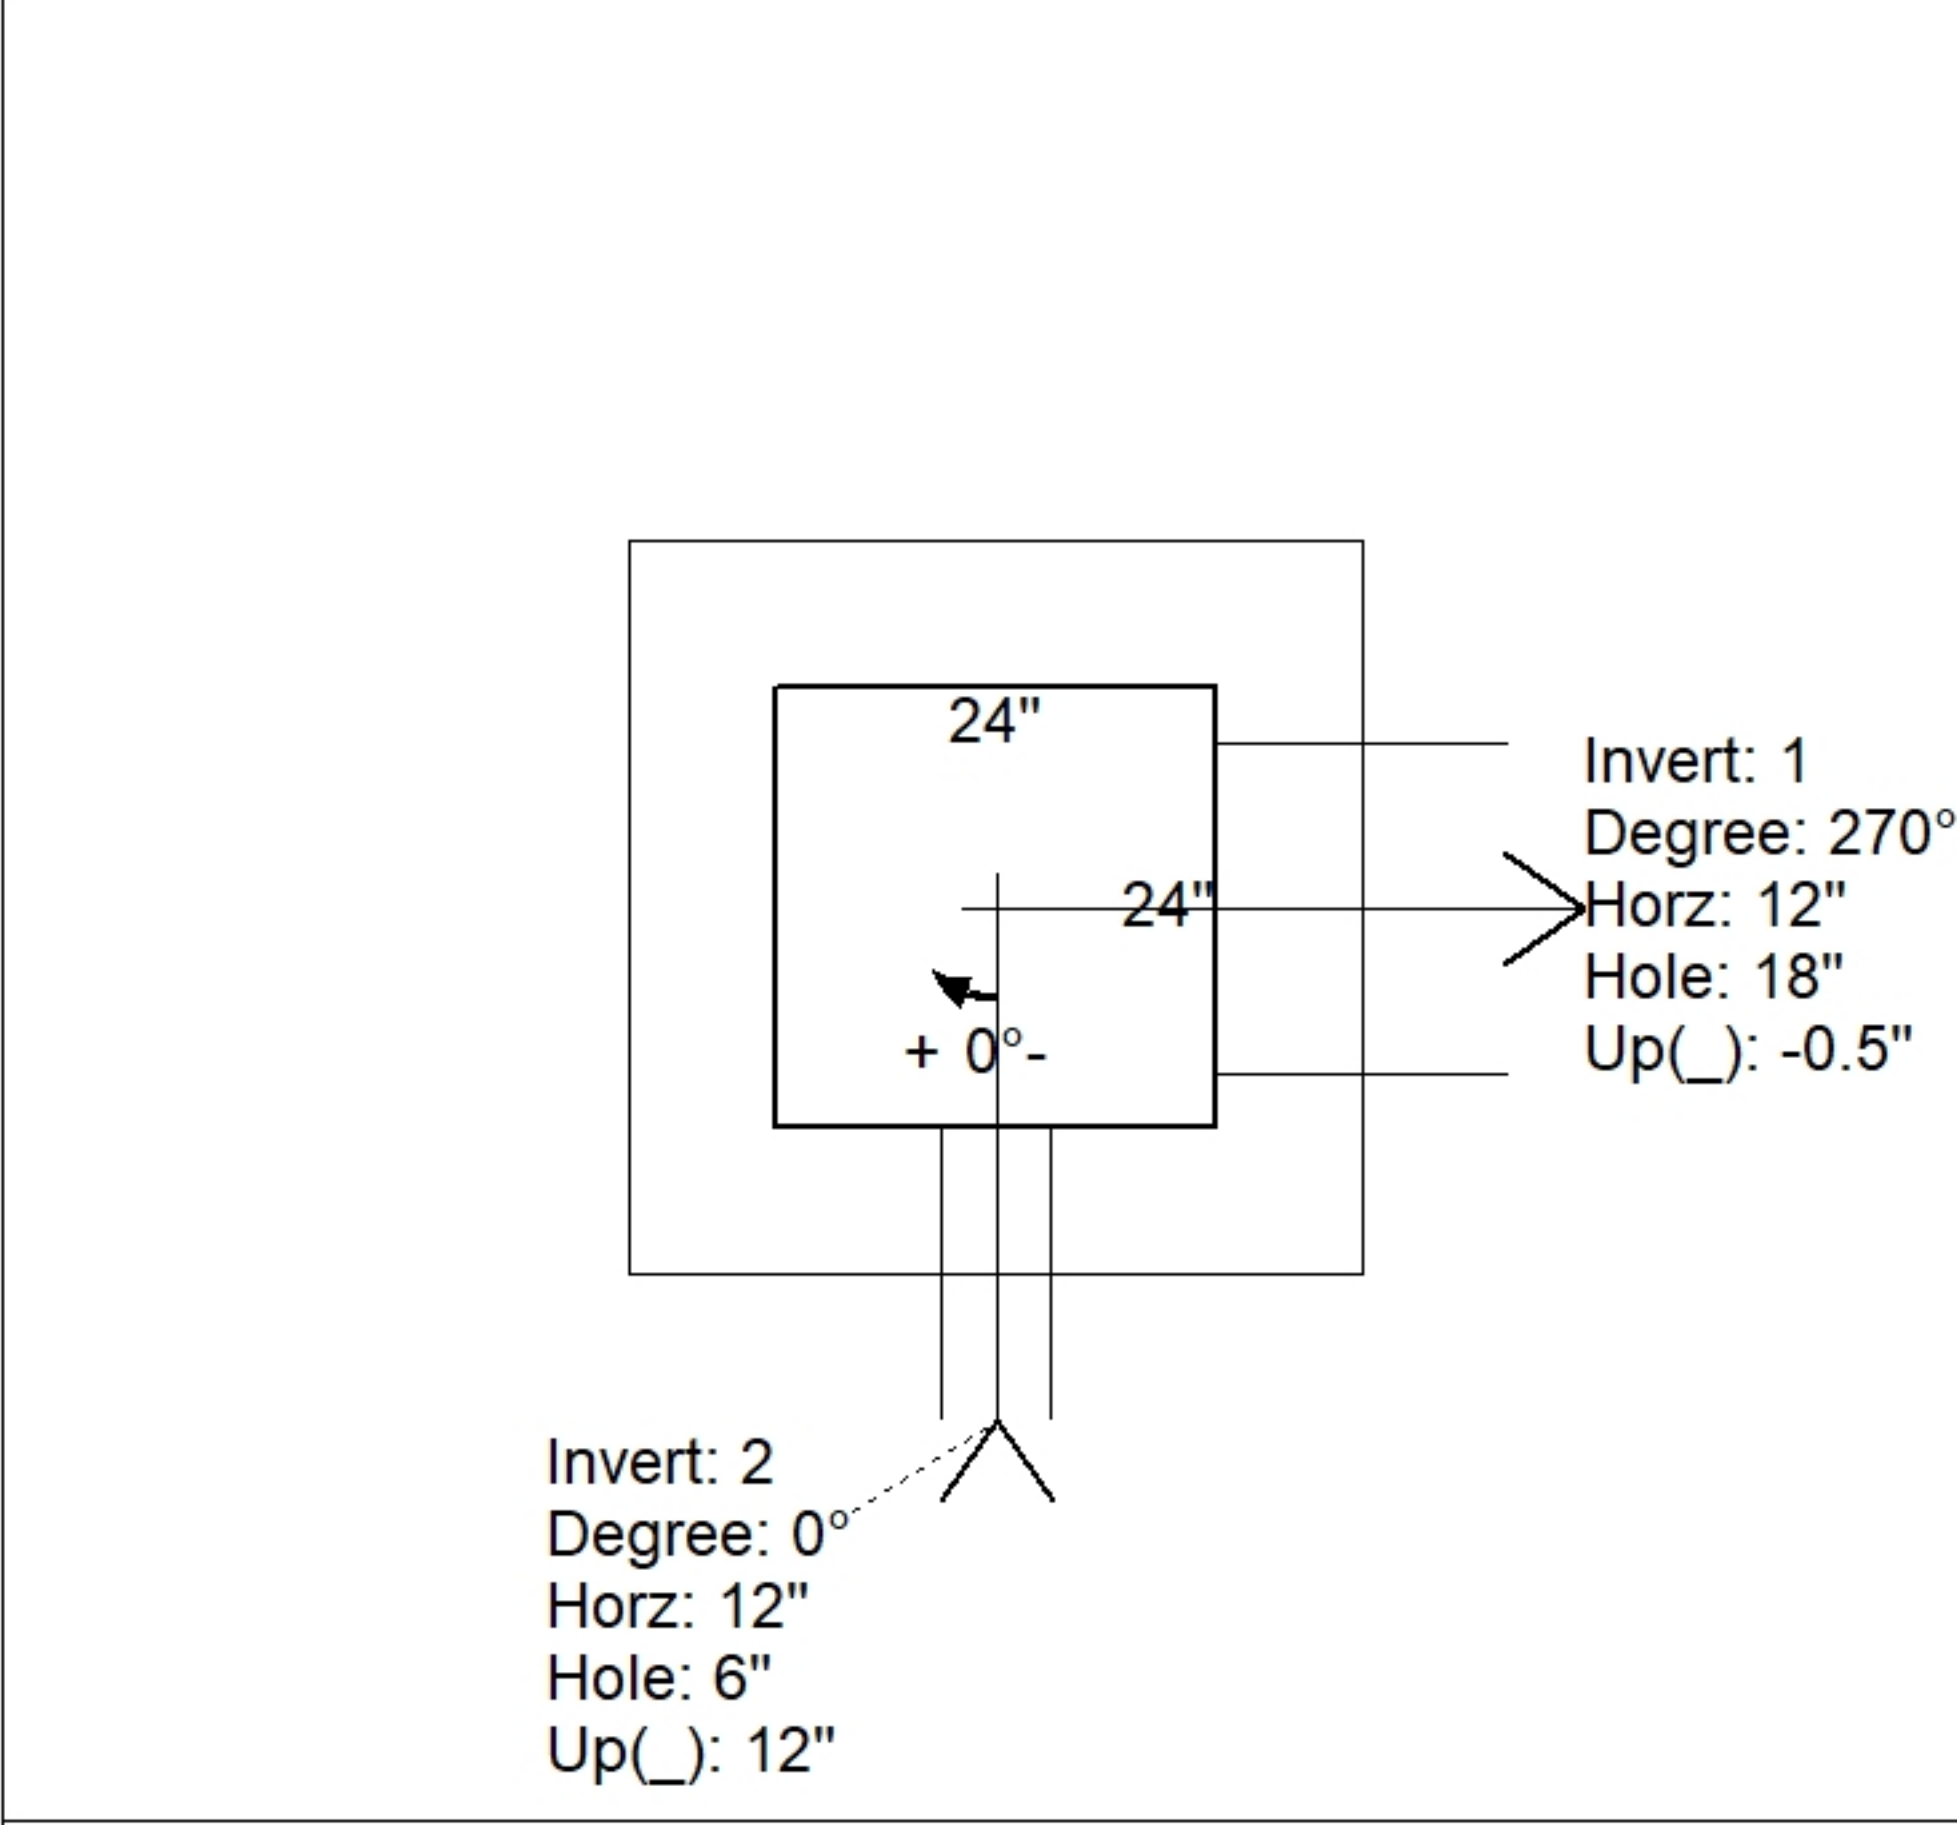 24"
24"
+ 0°-
Invert: 1
Degree: 270°
Horz: 12"
Hole: 18"
Up(_): -0.5"
Invert: 2
Degree: 0°
Horz: 12"
Hole: 6"
Up(_): 12"